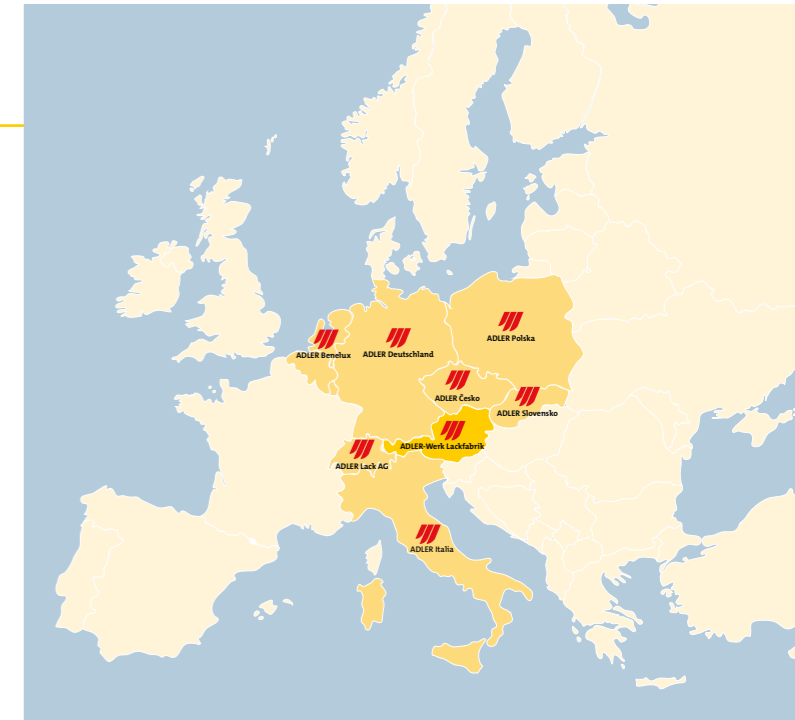 ADLER Polska
ADLER Benelux
ADLER Deutschland
ADLER Česko
ADLER Slovensko
ADLER-Werk Lackfabrik
ADLER Lack AG
ADLER Italia